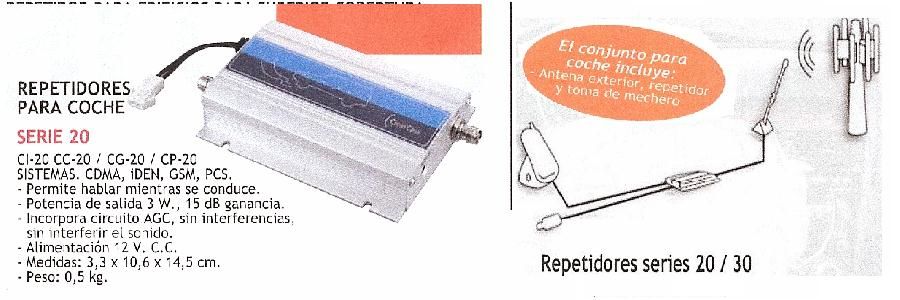 REPETIDORES
PARA COCHE
SERIE 20
CI-20 CC-20 / CG-20 / CP-20
SISTEMAS. CDMA, iDEN, GSM, PCS.
- Permite hablar mientras se conduce.
- Potencia de salida 3 W., 15 dB ganancia.
- Incorpora circuito AGC, sin interferencias,
sin interferir el sonido.
- Alimentación 12 V. C.C.
- Medidas: 3,3 x 10,6 x 14,5 cm.
- Peso: 0,5 kg.
El conjunto para
coche incluye:
- Antena exterior, repetidor
y toma de mechero
Repetidores series 20 / 30